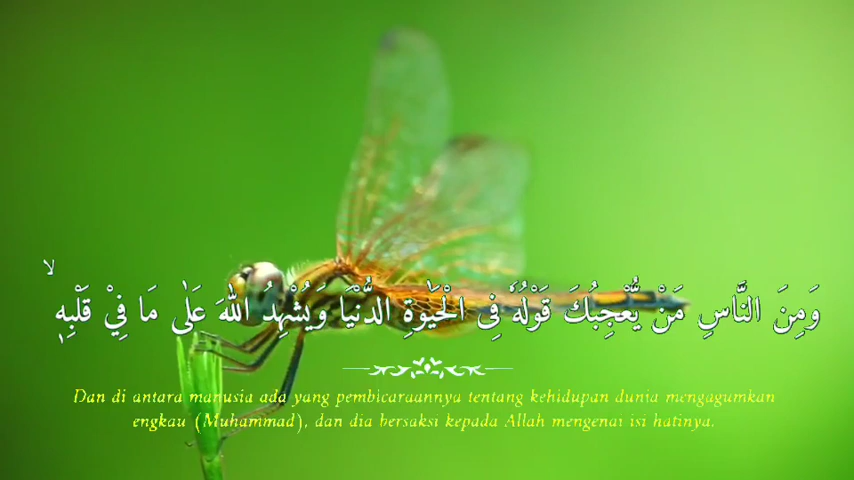 وَمِنَ النَّاسِ مَنْ يُّعْجِبُكَ قَوْلُهٗ فِى الْحَيٰوةِ الدُّنْيَا وَيُشْهِدُ اللّٰهَ عَلٰى مَا فِيْ قَلْبِهٖ ۙ
Dan di antara manusia ada yang pembicaraannya tentang kehidupan dunia mengagumkan
engkau (Muhammad), dan dia bersaksi kepada Allah mengenai isi hatinya.